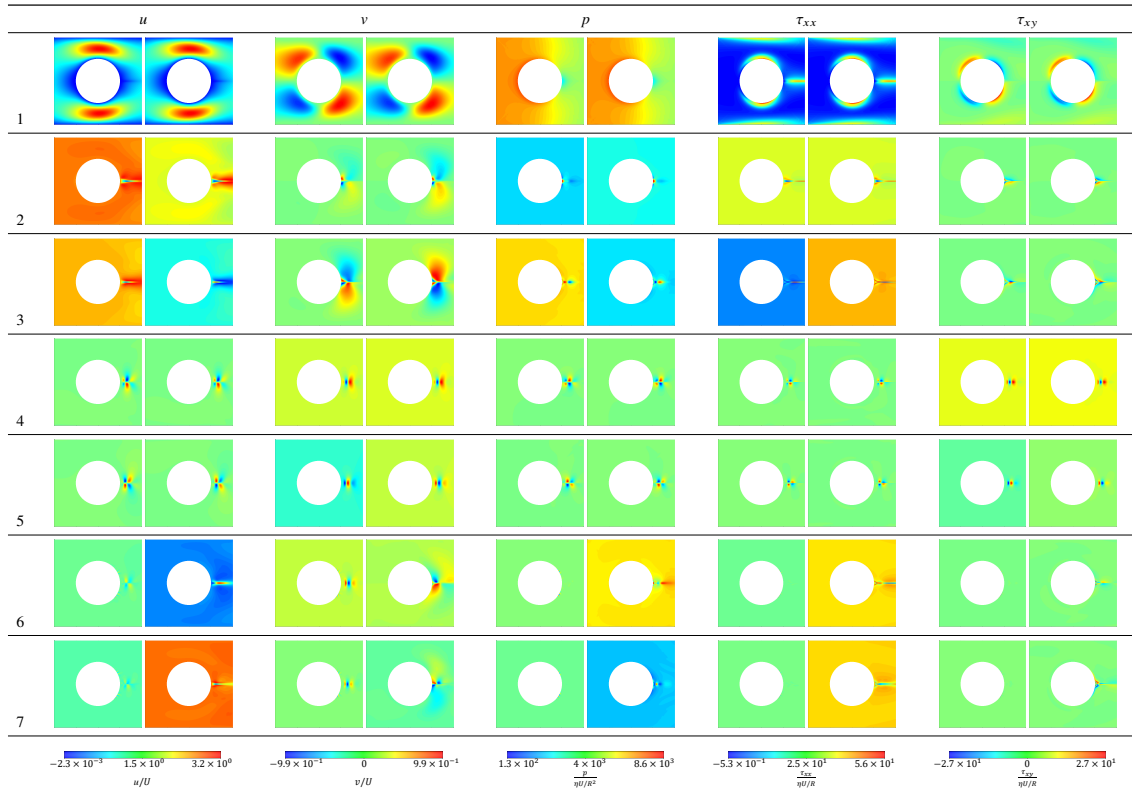 u v p τxx τxy
1
2
3
4
5
6
7
−2.3 × 10⁻³ 1.5 × 10⁰ 3.2 × 10⁰
u/U
−9.9 × 10⁻¹ 0 9.9 × 10⁻¹
v/U
1.3 × 10² 4 × 10³ 8.6 × 10³
p
ηU/R²
−5.3 × 10¹ 2.5 × 10¹ 5.6 × 10¹
τxx
ηU/R
−2.7 × 10¹ 0 2.7 × 10¹
τxy
ηU/R